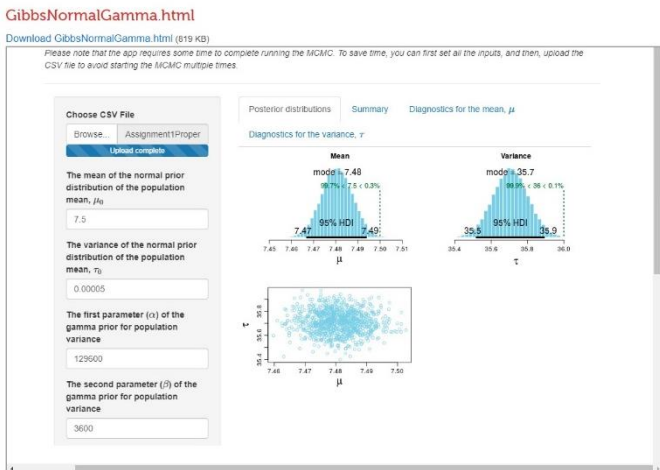 GibbsNormalGamma.html
Download GibbsNormalGamma.html (819 KB)
Please note that the app requires some time to complete running the MCMC. To save time, you can first set all the inputs, and then, upload the
CSV file to avoid starting the MCMC multiple times.
Choose CSV File
Browse... Assignment1Proper
Upload complete
The mean of the normal prior
distribution of the population
mean, μ₀
7.5
The variance of the normal prior
distribution of the population
mean, τ₀
0.00005
The first parameter (α) of the
gamma prior for population
variance
129600
The second parameter (β) of the
gamma prior for population
variance
3600
Posterior distributions Summary Diagnostics for the mean, μ
Diagnostics for the variance, τ
Mean
mode = 7.48
99.7% < 7.5 < 0.3%
95% HDI
7.47 7.49
7.45 7.46 7.47 7.48 7.49 7.50 7.51
μ
Variance
mode = 35.7
99.9% < 36 < 0.1%
95% HDI
35.5 35.9
35.4 35.6 35.8 36.0
τ
τ
35.4 35.6 35.8
7.46 7.47 7.48 7.49 7.50
μ